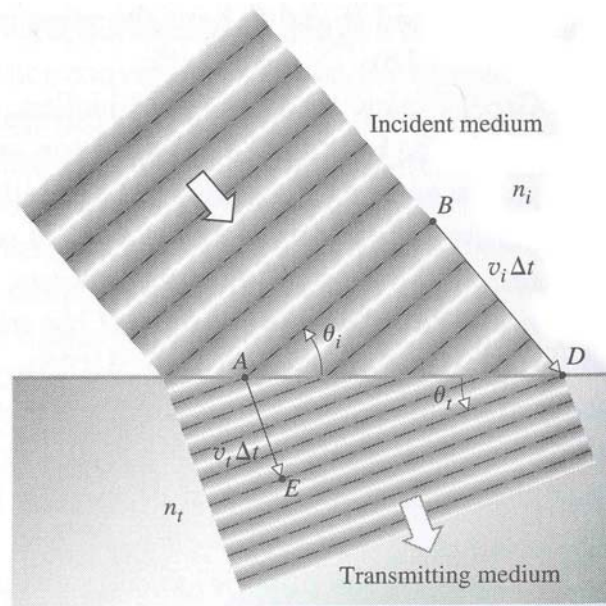 Incident medium
n_i
B
v_i Δt
θ_i
A
D
θ_t
v_t Δt
E
n_t
Transmitting medium